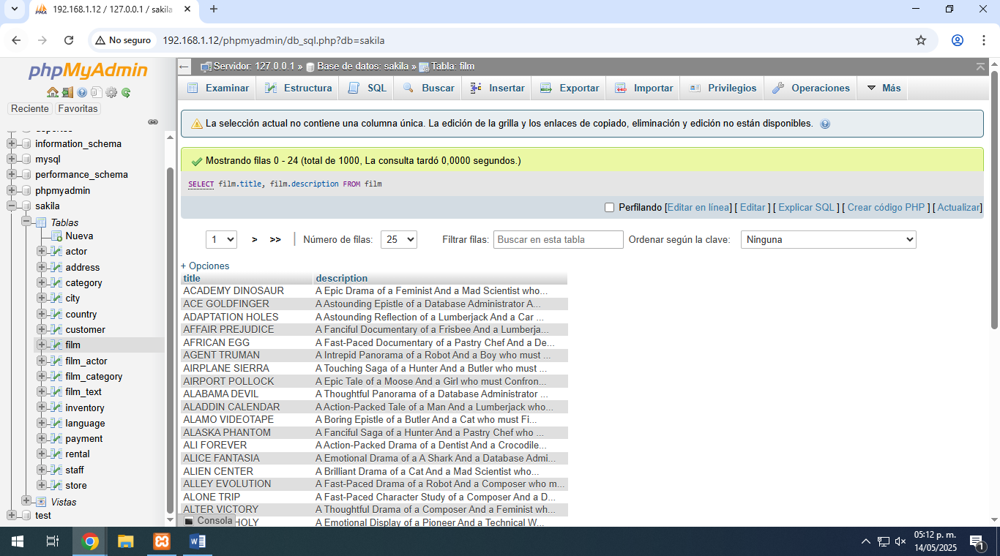 192.168.1.12 / 127.0.0.1 / sakila
No seguro
192.168.1.12/phpmyadmin/db_sql.php?db=sakila
phpMyAdmin
Reciente
Favoritas
information_schema
mysql
performance_schema
phpmyadmin
sakila
Tablas
Nueva
actor
address
category
city
country
customer
film
film_actor
film_category
film_text
inventory
language
payment
rental
staff
store
Vistas
test
Servidor: 127.0.0.1 » Base de datos: sakila » Tabla: film
Examinar Estructura SQL Buscar Insertar Exportar Importar Privilegios Operaciones Más
La selección actual no contiene una columna única. La edición de la grilla y los enlaces de copiado, eliminación y edición no están disponibles.
Mostrando filas 0 - 24 (total de 1000, La consulta tardó 0,0000 segundos.)
SELECT film.title, film.description FROM film
Perfilando [Editar en línea] [ Editar ] [ Explicar SQL ] [ Crear código PHP ] [ Actualizar]
1 > >> | Número de filas: 25 Filtrar filas: Buscar en esta tabla Ordenar según la clave: Ninguna
+ Opciones
title description
ACADEMY DINOSAUR A Epic Drama of a Feminist And a Mad Scientist who...
ACE GOLDFINGER A Astounding Epistle of a Database Administrator A...
ADAPTATION HOLES A Astounding Reflection of a Lumberjack And a Car ...
AFFAIR PREJUDICE A Fanciful Documentary of a Frisbee And a Lumberja...
AFRICAN EGG A Fast-Paced Documentary of a Pastry Chef And a De...
AGENT TRUMAN A Intrepid Panorama of a Robot And a Boy who must ...
AIRPLANE SIERRA A Touching Saga of a Hunter And a Butler who must ...
AIRPORT POLLOCK A Epic Tale of a Moose And a Girl who must Confron...
ALABAMA DEVIL A Thoughtful Panorama of a Database Administrator ...
ALADDIN CALENDAR A Action-Packed Tale of a Man And a Lumberjack who...
ALAMO VIDEOTAPE A Boring Epistle of a Butler And a Cat who must Fi...
ALASKA PHANTOM A Fanciful Saga of a Hunter And a Pastry Chef who ...
ALI FOREVER A Action-Packed Drama of a Dentist And a Crocodile...
ALICE FANTASIA A Emotional Drama of a A Shark And a Database Admi...
ALIEN CENTER A Brilliant Drama of a Cat And a Mad Scientist who...
ALLEY EVOLUTION A Fast-Paced Drama of a Robot And a Composer who m...
ALONE TRIP A Fast-Paced Character Study of a Composer And a D...
ALTER VICTORY A Thoughtful Drama of a Composer And a Feminist wh...
HOLY A Emotional Display of a Pioneer And a Technical W...
Consola
05:12 p. m.
14/05/2025
1